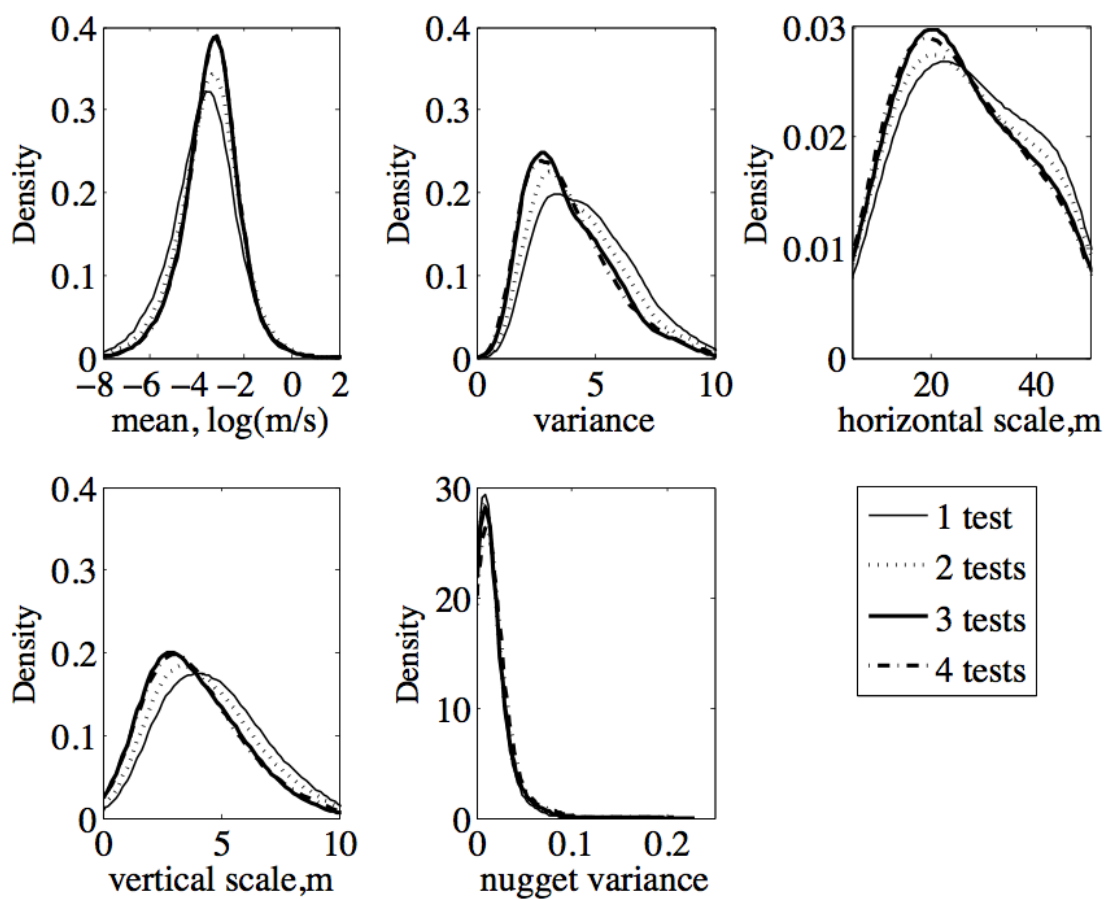 0.4
0.3
0.2
0.1
0
Density
−8 −6 −4 −2 0 2
mean, log(m/s)
0.4
0.3
0.2
0.1
0
Density
0 5 10
variance
0.03
0.02
0.01
0
Density
20 40
horizontal scale,m
0.4
0.3
0.2
0.1
0
Density
0 5 10
vertical scale,m
30
20
10
0
Density
0 0.1 0.2
nugget variance
1 test
2 tests
3 tests
4 tests